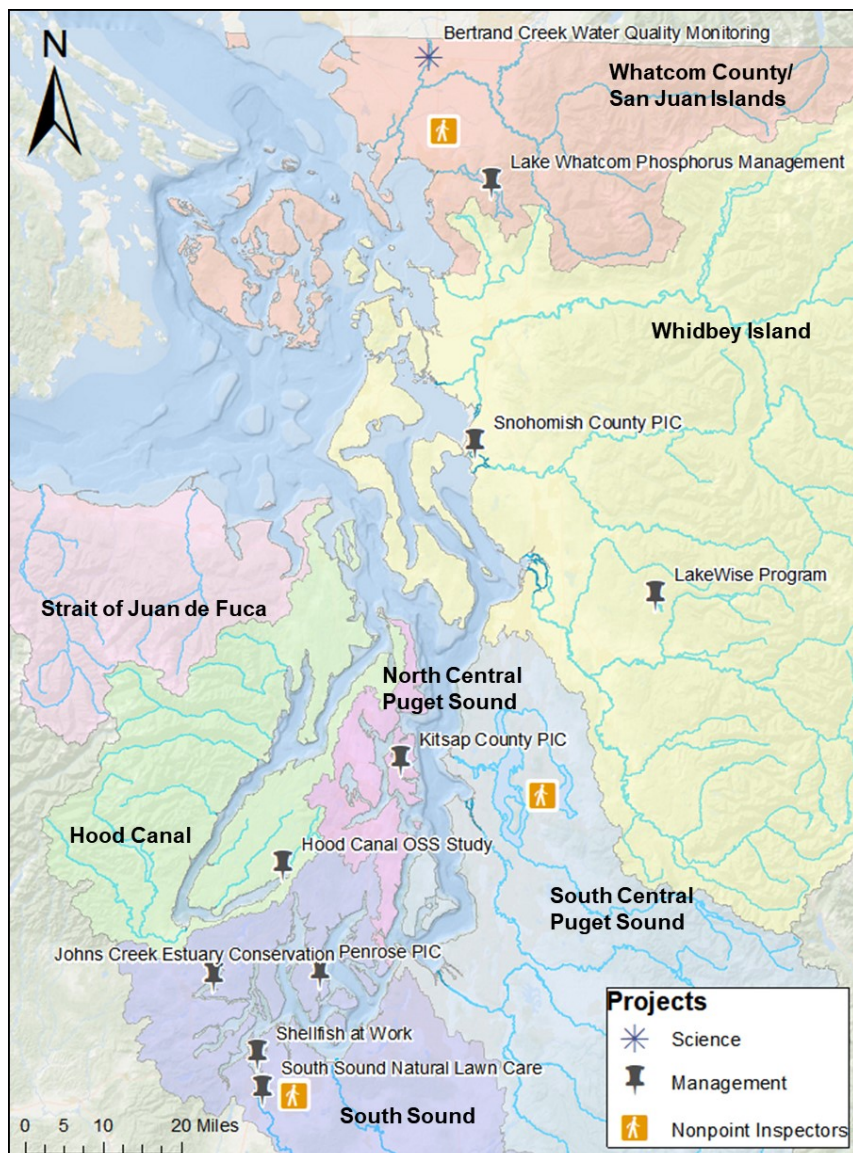 N
Bertrand Creek Water Quality Monitoring
Whatcom County/
San Juan Islands
Lake Whatcom Phosphorus Management
Whidbey Island
Snohomish County PIC
LakeWise Program
Strait of Juan de Fuca
North Central
Puget Sound
Kitsap County PIC
Hood Canal
Hood Canal OSS Study
South Central
Puget Sound
Johns Creek Estuary Conservation
Penrose PIC
Shellfish at Work
South Sound Natural Lawn Care
South Sound
Projects
Science
Management
Nonpoint Inspectors
0 5 10 20 Miles